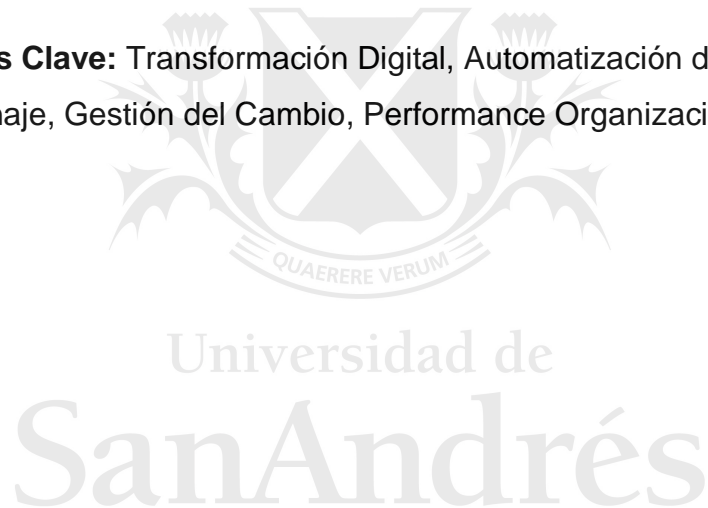 s Clave: Transformación Digital, Automatización d
naje, Gestión del Cambio, Performance Organizaci
QUAERERE VERUM
Universidad de
SanAndrés